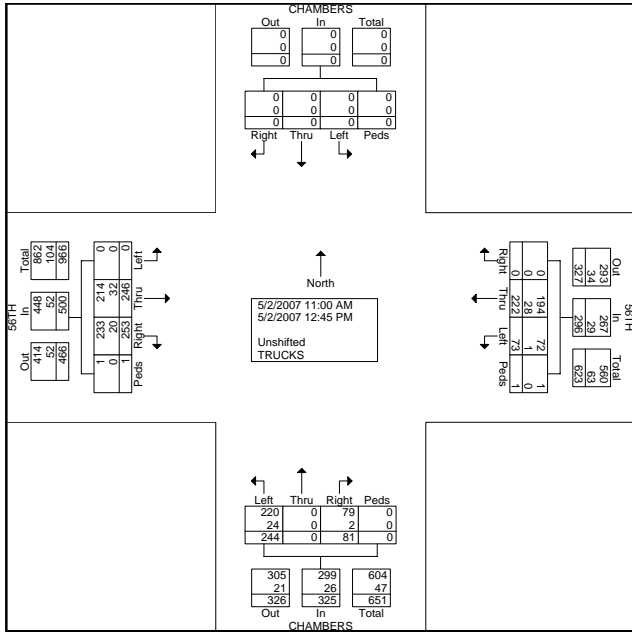 CHAMBERS
Out In Total
0 0 0
0 0 0
0 0 0
0 0 0 0
0 0 0 0
0 0 0 0
Right Thru Left Peds
56TH
Total In Out
862 448 414
104 52 52
966 500 466
Left Thru Right Peds
0 214 233 1
0 32 20 0
0 246 253 1
North
5/2/2007 11:00 AM
5/2/2007 12:45 PM
Unshifted
TRUCKS
Right Thru Left Peds
0 194 72 1
0 28 1 0
0 222 73 1
Out In Total
293 267 560
34 29 63
327 296 623
56TH
Left Thru Right Peds
220 0 79 0
24 0 2 0
244 0 81 0
305 299 604
21 26 47
326 325 651
Out In Total
CHAMBERS